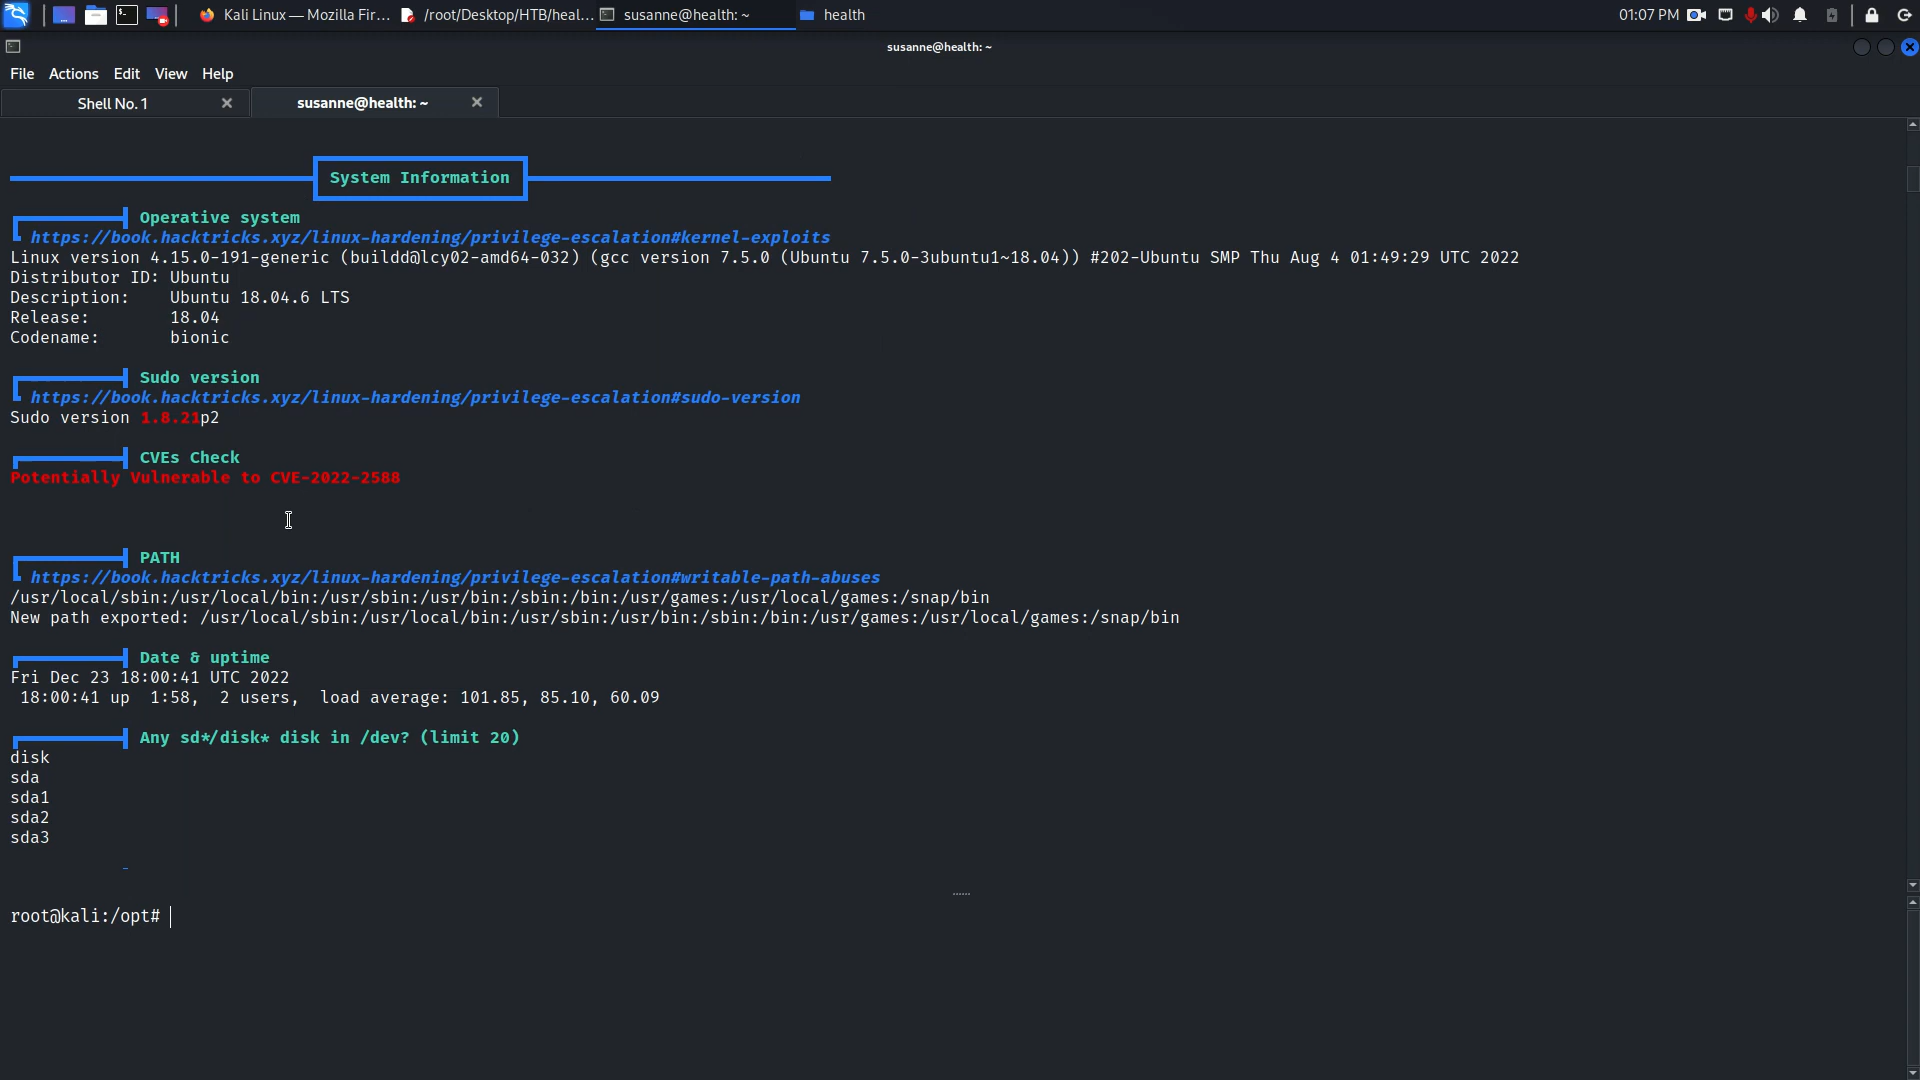 Kali Linux — Mozilla Fir...
/root/Desktop/HTB/heal...
susanne@health: ~
health
01:07 PM
susanne@health: ~
File Actions Edit View Help
Shell No. 1
susanne@health: ~
System Information
Operative system
https://book.hacktricks.xyz/linux-hardening/privilege-escalation#kernel-exploits
Linux version 4.15.0-191-generic (buildd@lcy02-amd64-032) (gcc version 7.5.0 (Ubuntu 7.5.0-3ubuntu1~18.04)) #202-Ubuntu SMP Thu Aug 4 01:49:29 UTC 2022
Distributor ID: Ubuntu
Description: Ubuntu 18.04.6 LTS
Release: 18.04
Codename: bionic
Sudo version
https://book.hacktricks.xyz/linux-hardening/privilege-escalation#sudo-version
Sudo version 1.8.21p2
CVEs Check
Potentially Vulnerable to CVE-2022-2588
PATH
https://book.hacktricks.xyz/linux-hardening/privilege-escalation#writable-path-abuses
/usr/local/sbin:/usr/local/bin:/usr/sbin:/usr/bin:/sbin:/bin:/usr/games:/usr/local/games:/snap/bin
New path exported: /usr/local/sbin:/usr/local/bin:/usr/sbin:/usr/bin:/sbin:/bin:/usr/games:/usr/local/games:/snap/bin
Date & uptime
Fri Dec 23 18:00:41 UTC 2022
18:00:41 up 1:58, 2 users, load average: 101.85, 85.10, 60.09
Any sd*/disk* disk in /dev? (limit 20)
disk
sda
sda1
sda2
sda3
root@kali:/opt#